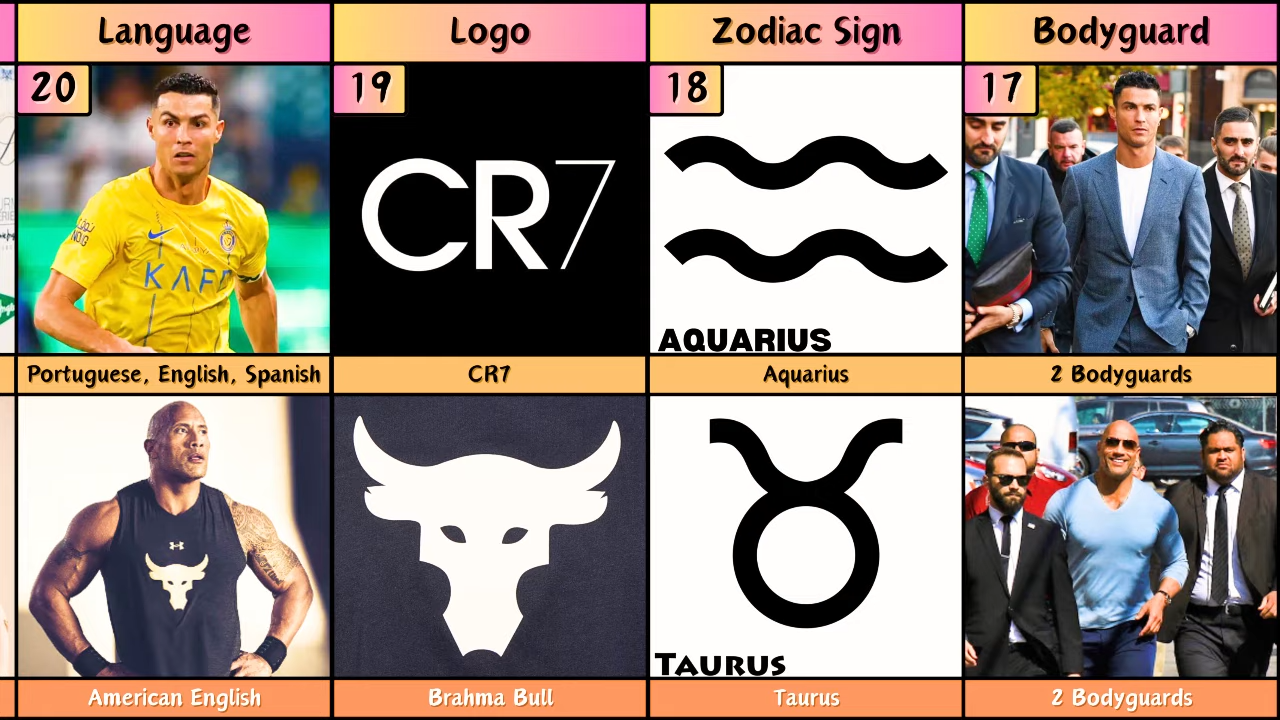 Language
Logo
Zodiac Sign
Bodyguard
20
19
18
17
CR7
KAF
AQUARIUS
Portuguese, English, Spanish
CR7
Aquarius
2 Bodyguards
TAURUS
American English
Brahma Bull
Taurus
2 Bodyguards